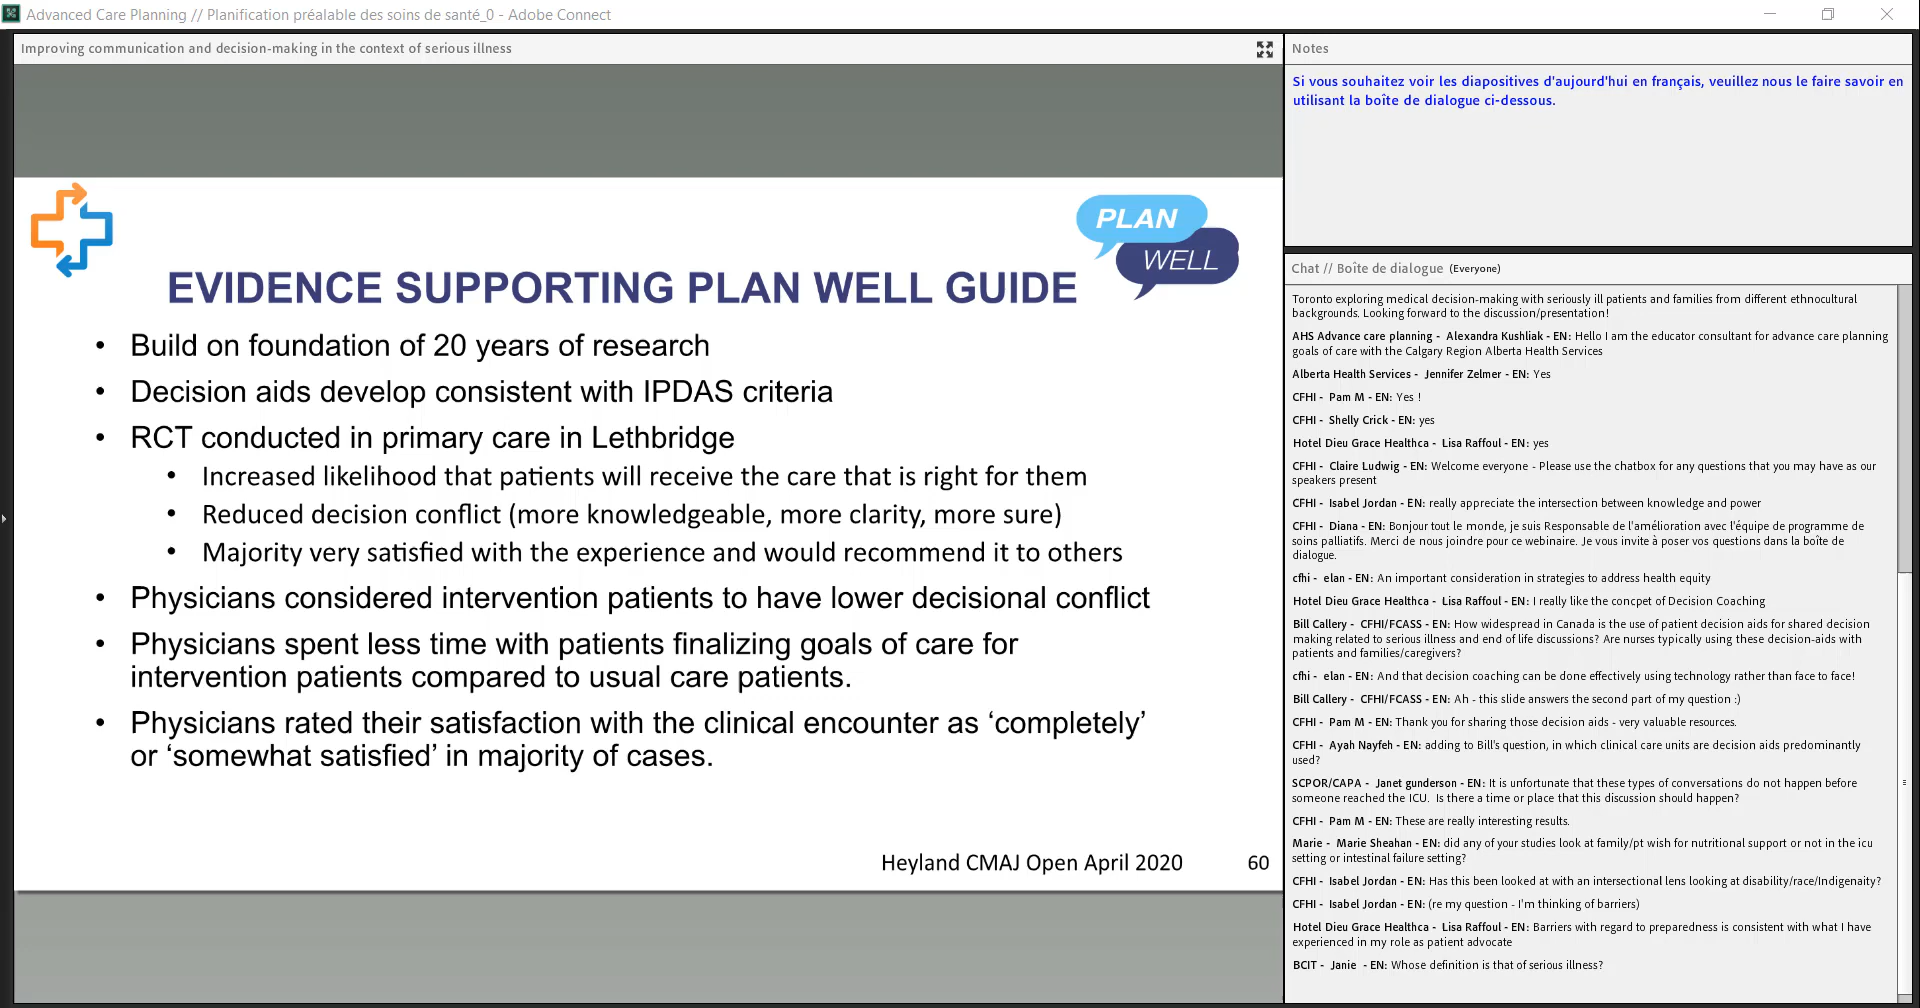 Advanced Care Planning // Planification préalable des soins de santé_0 - Adobe Connect
Improving communication and decision-making in the context of serious illness
PLAN
WELL
EVIDENCE SUPPORTING PLAN WELL GUIDE
• Build on foundation of 20 years of research
• Decision aids develop consistent with IPDAS criteria
• RCT conducted in primary care in Lethbridge
• Increased likelihood that patients will receive the care that is right for them
• Reduced decision conflict (more knowledgeable, more clarity, more sure)
• Majority very satisfied with the experience and would recommend it to others
• Physicians considered intervention patients to have lower decisional conflict
• Physicians spent less time with patients finalizing goals of care for
intervention patients compared to usual care patients.
• Physicians rated their satisfaction with the clinical encounter as ‘completely’
or ‘somewhat satisfied’ in majority of cases.
Heyland CMAJ Open April 2020
60
Notes
Si vous souhaitez voir les diapositives d'aujourd'hui en français, veuillez nous le faire savoir en
utilisant la boîte de dialogue ci-dessous.
Chat // Boîte de dialogue (Everyone)
Toronto exploring medical decision-making with seriously ill patients and families from different ethnocultural
backgrounds. Looking forward to the discussion/presentation!
AHS Advance care planning - Alexandra Kushliak - EN: Hello I am the educator consultant for advance care planning
goals of care with the Calgary Region Alberta Health Services
Alberta Health Services - Jennifer Zelmer - EN: Yes
CFHI - Pam M - EN: Yes !
CFHI - Shelly Crick - EN: yes
Hotel Dieu Grace Healthca - Lisa Raffoul - EN: yes
CFHI - Claire Ludwig - EN: Welcome everyone - Please use the chatbox for any questions that you may have as our
speakers present
CFHI - Isabel Jordan - EN: really appreciate the intersection between knowledge and power
CFHI - Diana - EN: Bonjour tout le monde, je suis Responsable de l'amélioration avec l'équipe de programme de
soins palliatifs. Merci de nous joindre pour ce webinaire. Je vous invite à poser vos questions dans la boîte de
dialogue.
cfhi - elan - EN: An important consideration in strategies to address health equity
Hotel Dieu Grace Healthca - Lisa Raffoul - EN: I really like the concpet of Decision Coaching
Bill Callery - CFHI/FCASS - EN: How widespread in Canada is the use of patient decision aids for shared decision
making related to serious illness and end of life discussions? Are nurses typically using these decision-aids with
patients and families/caregivers?
cfhi - elan - EN: And that decision coaching can be done effectively using technology rather than face to face!
Bill Callery - CFHI/FCASS - EN: Ah - this slide answers the second part of my question :)
CFHI - Pam M - EN: Thank you for sharing those decision aids - very valuable resources.
CFHI - Ayah Nayfeh - EN: adding to Bill's question, in which clinical care units are decision aids predominantly
used?
SCPOR/CAPA - Janet gunderson - EN: It is unfortunate that these types of conversations do not happen before
someone reached the ICU. Is there a time or place that this discussion should happen?
CFHI - Pam M - EN: These are really interesting results.
Marie - Marie Sheahan - EN: did any of your studies look at family/pt wish for nutritional support or not in the icu
setting or intestinal failure setting?
CFHI - Isabel Jordan - EN: Has this been looked at with an intersectional lens looking at disability/race/Indigenaity?
CFHI - Isabel Jordan - EN: (re my question - I'm thinking of barriers)
Hotel Dieu Grace Healthca - Lisa Raffoul - EN: Barriers with regard to preparedness is consistent with what I have
experienced in my role as patient advocate
BCIT - Janie - EN: Whose definition is that of serious illness?